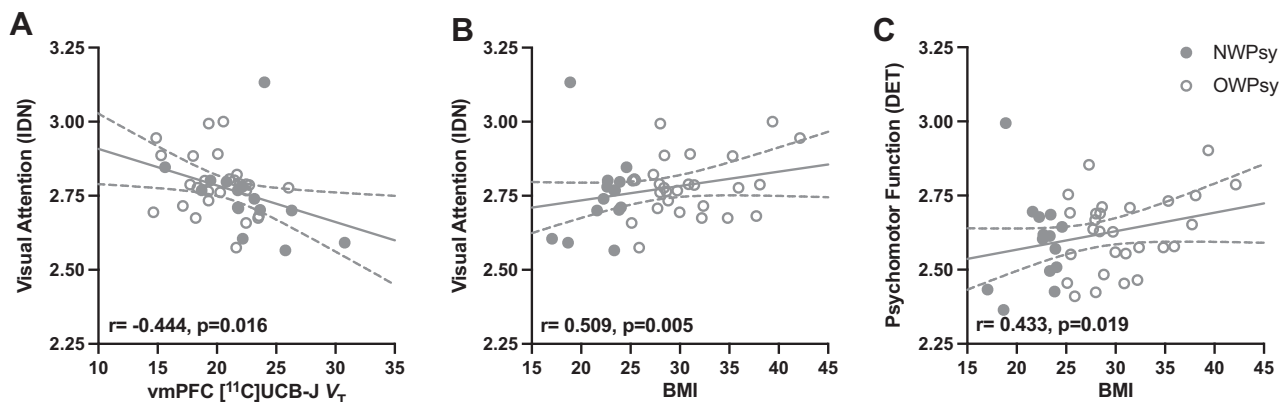 A
Visual Attention (IDN)
3.25
3.00
2.75
2.50
2.25
r= -0.444, p=0.016
10 15 20 25 30 35
vmPFC [¹¹C]UCB-J V_T
B
Visual Attention (IDN)
3.25
3.00
2.75
2.50
2.25
r= 0.509, p=0.005
15 20 25 30 35 40 45
BMI
C
Psychomotor Function (DET)
3.25
3.00
2.75
2.50
2.25
r= 0.433, p=0.019
15 20 25 30 35 40 45
BMI
NWPsy
OWPsy